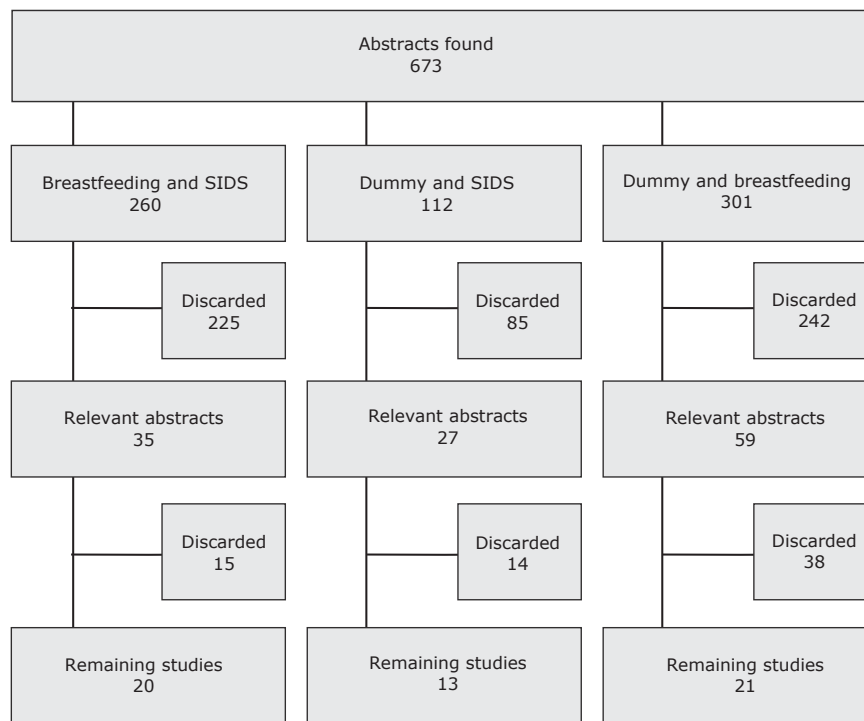 Abstracts found
673
Breastfeeding and SIDS
260
Dummy and SIDS
112
Dummy and breastfeeding
301
Discarded
225
Discarded
85
Discarded
242
Relevant abstracts
35
Relevant abstracts
27
Relevant abstracts
59
Discarded
15
Discarded
14
Discarded
38
Remaining studies
20
Remaining studies
13
Remaining studies
21